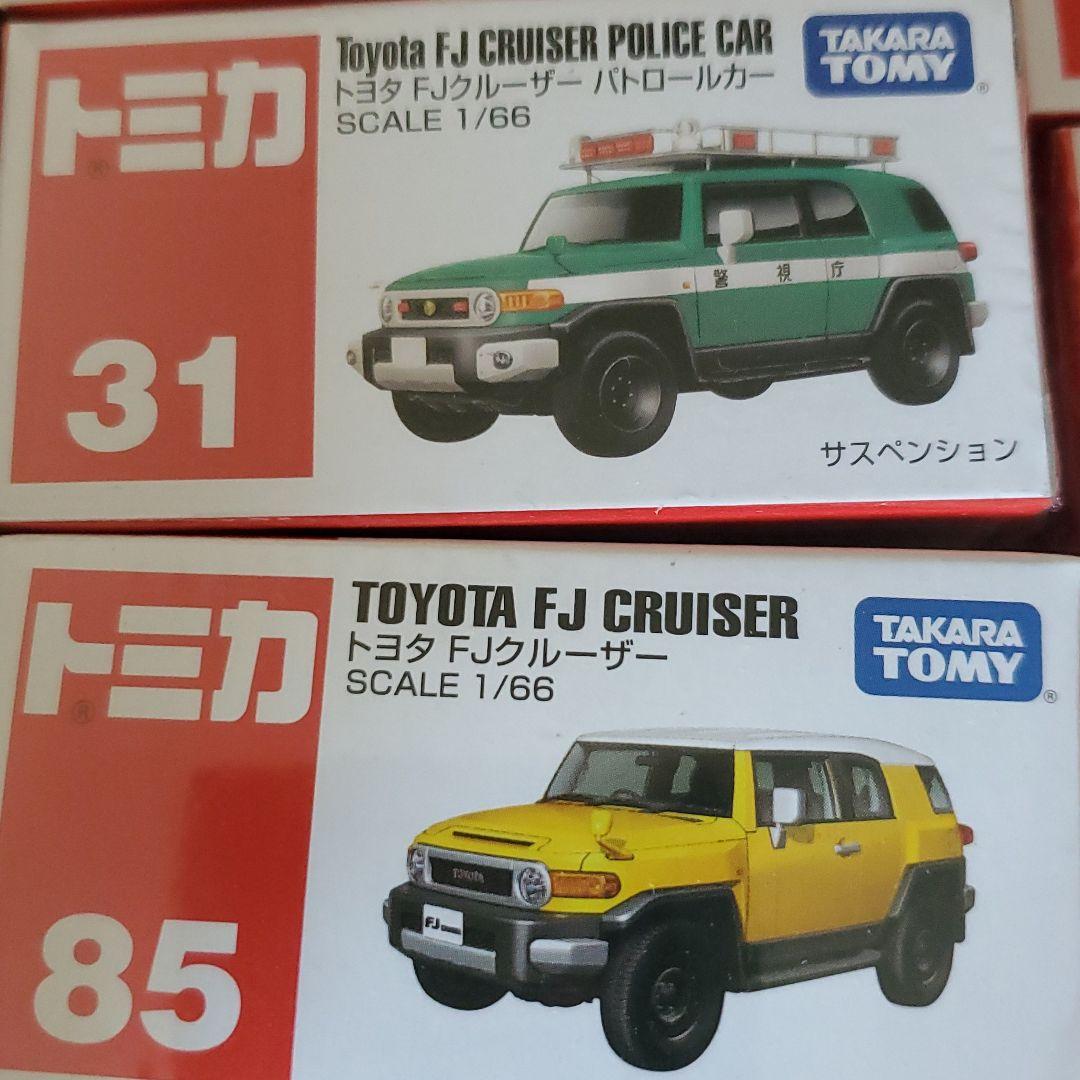 トミカ
®
31
Toyota FJ CRUISER POLICE CAR
トヨタ FJクルーザー パトロールカー
SCALE 1/66
TAKARA
TOMY
®
警視庁
サスペンション
トミカ
®
85
TOYOTA FJ CRUISER
トヨタ FJクルーザー
SCALE 1/66
TAKARA
TOMY
®
TOYOTA
FJ